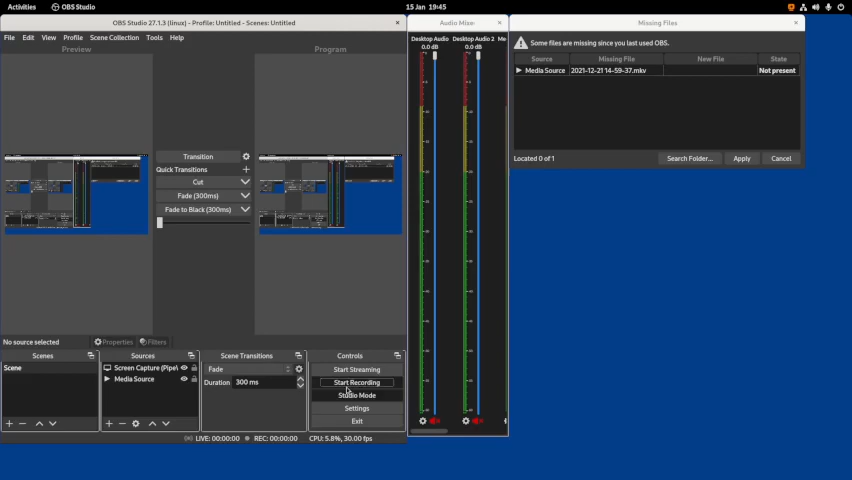 Activities
OBS Studio
15 Jan 19:45
OBS Studio 27.1.3 (linux) - Profile: Untitled - Scenes: Untitled
File Edit View Profile Scene Collection Tools Help
Preview
Program
Transition
Quick Transitions
Cut
Fade (300ms)
Fade to Black (300ms)
No source selected
Properties
Filters
Scenes
Scene
Sources
Screen Capture (PipeW
Media Source
Scene Transitions
Fade
Duration 300 ms
Controls
Start Streaming
Start Recording
Studio Mode
Settings
Exit
LIVE: 00:00:00
REC: 00:00:00
CPU: 5.8%, 30.00 fps
Audio Mixer
Desktop Audio
0.0 dB
Desktop Audio 2
0.0 dB
Missing Files
Some files are missing since you last used OBS.
Source Missing File New File State
Media Source 2021-12-21 14-59-37.mkv Not present
Located 0 of 1
Search Folder...
Apply
Cancel